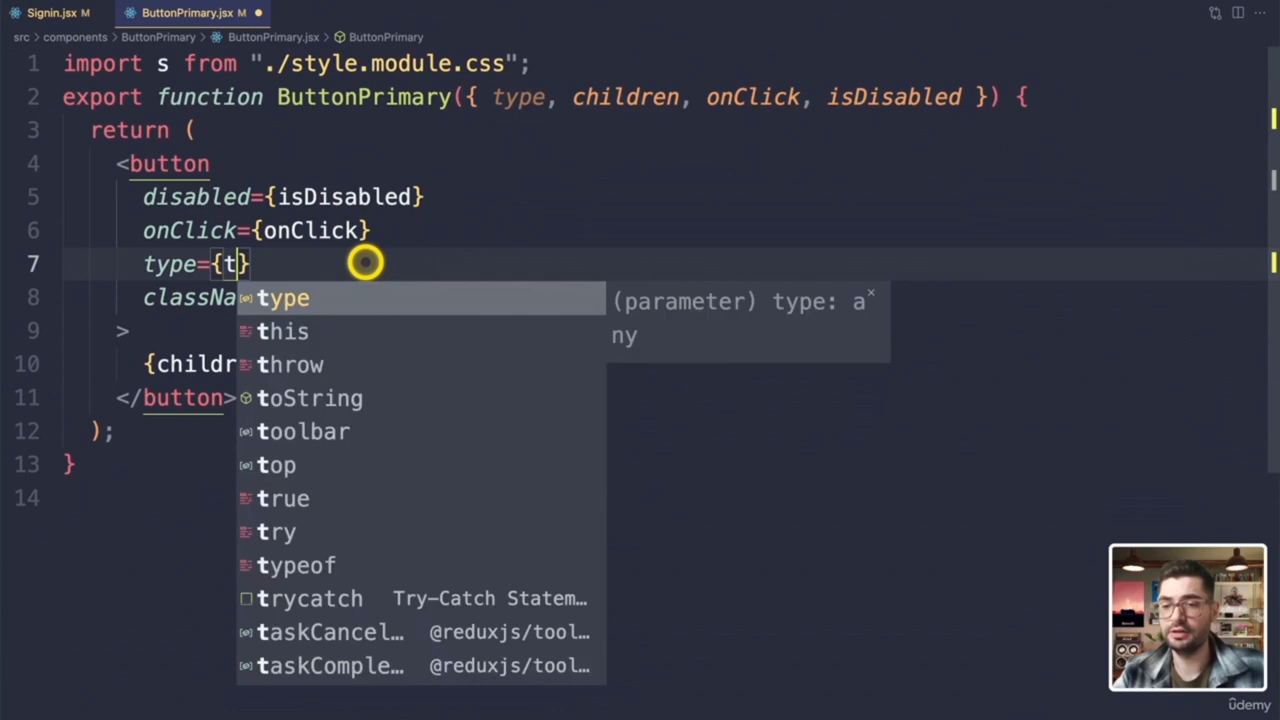 Signin.jsx M
ButtonPrimary.jsx M
src > components > ButtonPrimary > ButtonPrimary.jsx > ButtonPrimary
1 import s from "./style.module.css";
2 export function ButtonPrimary({ type, children, onClick, isDisabled }) {
3 return (
4 <button
5 disabled={isDisabled}
6 onClick={onClick}
7 type={t}
8 classNa
9 >
10 {childr
11 </button>
12 );
13 }
14
type
(parameter) type: a
ny
this
throw
toString
toolbar
top
true
try
typeof
trycatch Try-Catch Statem…
taskCancel… @reduxjs/tool…
taskComple… @reduxjs/tool…
ûdemy